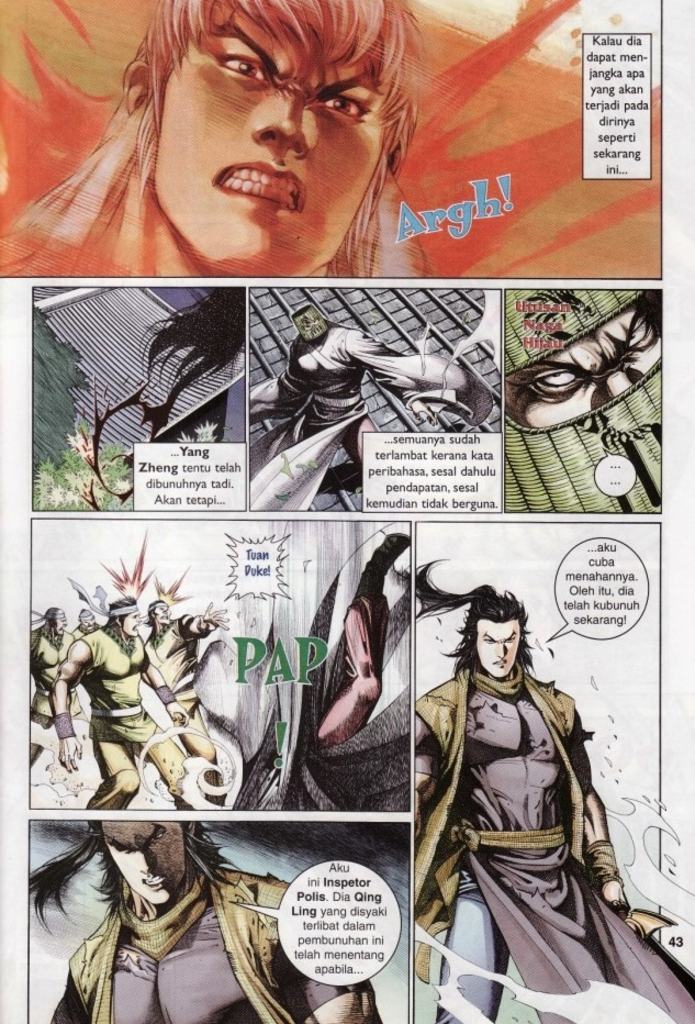 Kalau dia
dapat men-
jangka apa
yang akan
terjadi pada
dirinya
seperti
sekarang
ini...
Argh!
...Yang
Zheng tentu telah
dibunuhnya tadi.
Akan tetapi...
...semuanya sudah
terlambat kerana kata
peribahasa, sesal dahulu
pendapatan, sesal
kemudian tidak berguna.
Utusan
Naga
Hijau
...
...
Tuan
Duke!
PAP
!
...aku
cuba
menahannya.
Oleh itu, dia
telah kubunuh
sekarang!
Aku
ini Inspetor
Polis. Dia Qing
Ling yang disyaki
terlibat dalam
pembunuhan ini
telah menentang
apabila...
43